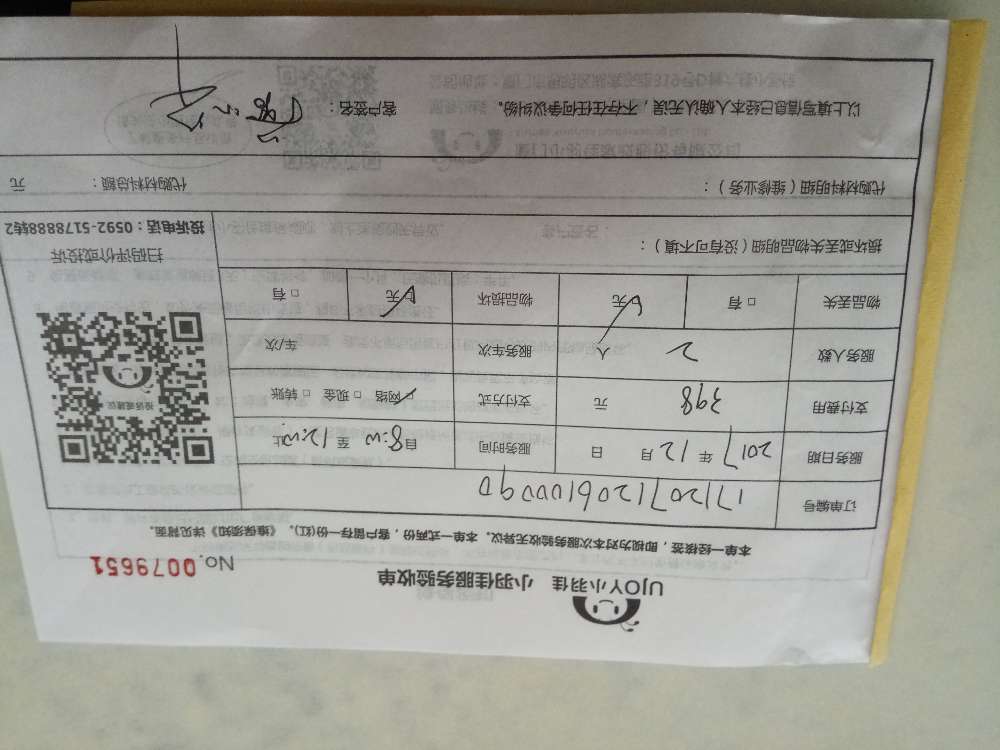 UJOY小羽佳 小羽佳服务验收单
No.0079651
本单一经接签，即视为对本次服务验收无异议。本单一式两份，客户留存一份(红)。《维保须知》详见背面。
订单编号
服务日期 2017 年 12 月 日 服务时间 自 8:00 至 12:00 止
支付费用 398 元 支付方式 ☑ 网络 □ 现金 □ 转账
服务人数 2 人 服务车次 车/次
物品丢失 □ 有 ☑ 无 物品损坏 ☑ 无 □ 有
扫码评价或投诉
投诉电话：0592-5178888转2
损坏或丢失物品明细（没有可不填）：
代购材料明细（维修业务）： 代购材料总额： 元
以上填写信息已经本人确认无误，不存在任何争议纠纷。 客户签名：